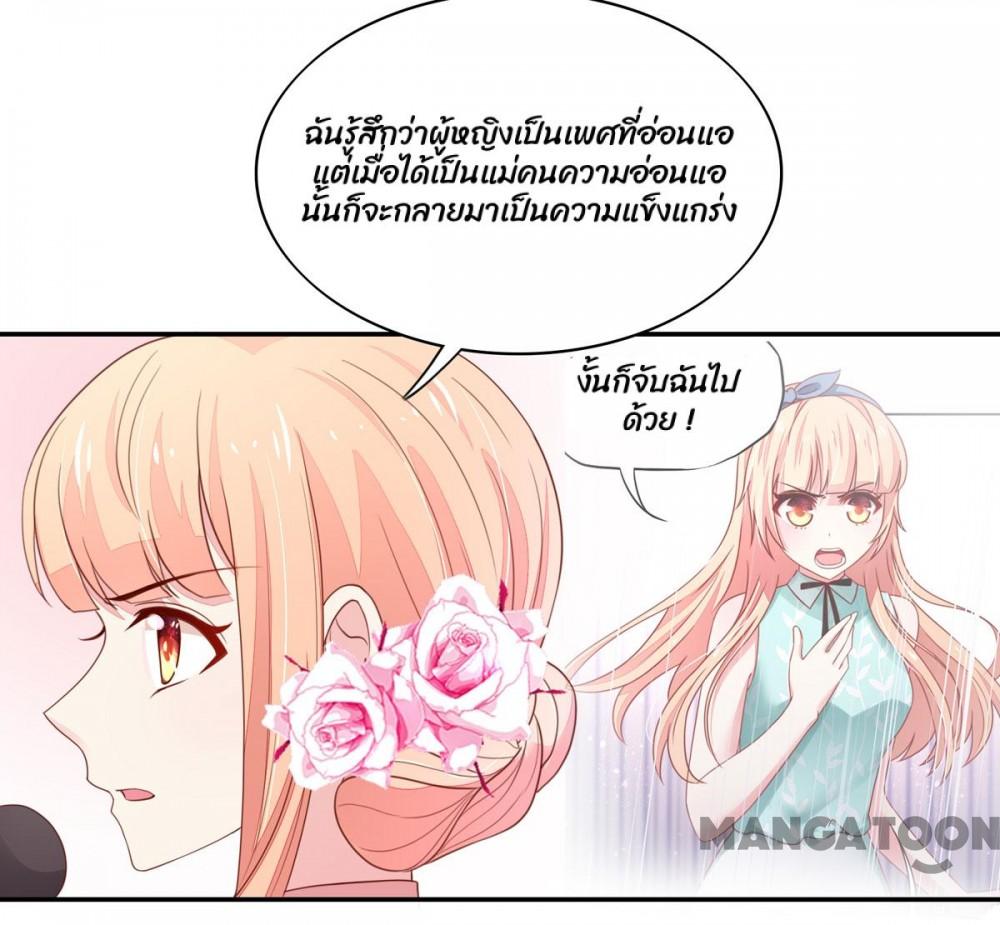 ฉันรู้สึกว่าผู้หญิงเป็นเพศที่อ่อนแอ
แต่เมื่อได้เป็นแม่คนความอ่อนแอ
นั้นก็จะกลายมาเป็นความแข็งแกร่ง
งั้นก็จับฉันไป
ด้วย !
MANGATOON